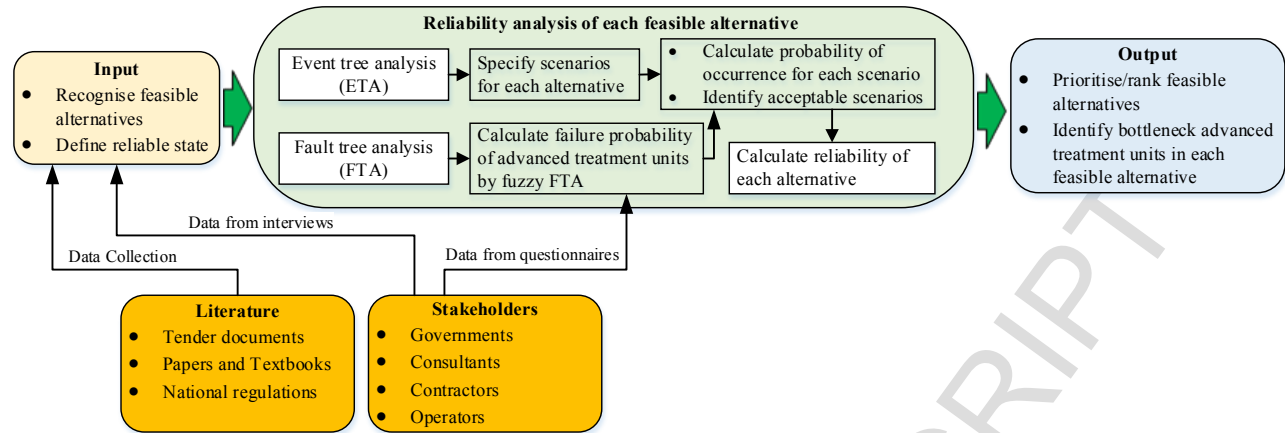 Reliability analysis of each feasible alternative
Input
• Recognise feasible
alternatives
• Define reliable state
Event tree analysis
(ETA)
Specify scenarios
for each alternative
• Calculate probability of
occurrence for each scenario
• Identify acceptable scenarios
Fault tree analysis
(FTA)
Calculate failure probability
of advanced treatment units
by fuzzy FTA
Calculate reliability of
each alternative
Output
• Prioritise/rank feasible
alternatives
• Identify bottleneck advanced
treatment units in each
feasible alternative
Data from interviews
Data Collection
Data from questionnaires
Literature
• Tender documents
• Papers and Textbooks
• National regulations
Stakeholders
• Governments
• Consultants
• Contractors
• Operators
CRIPT